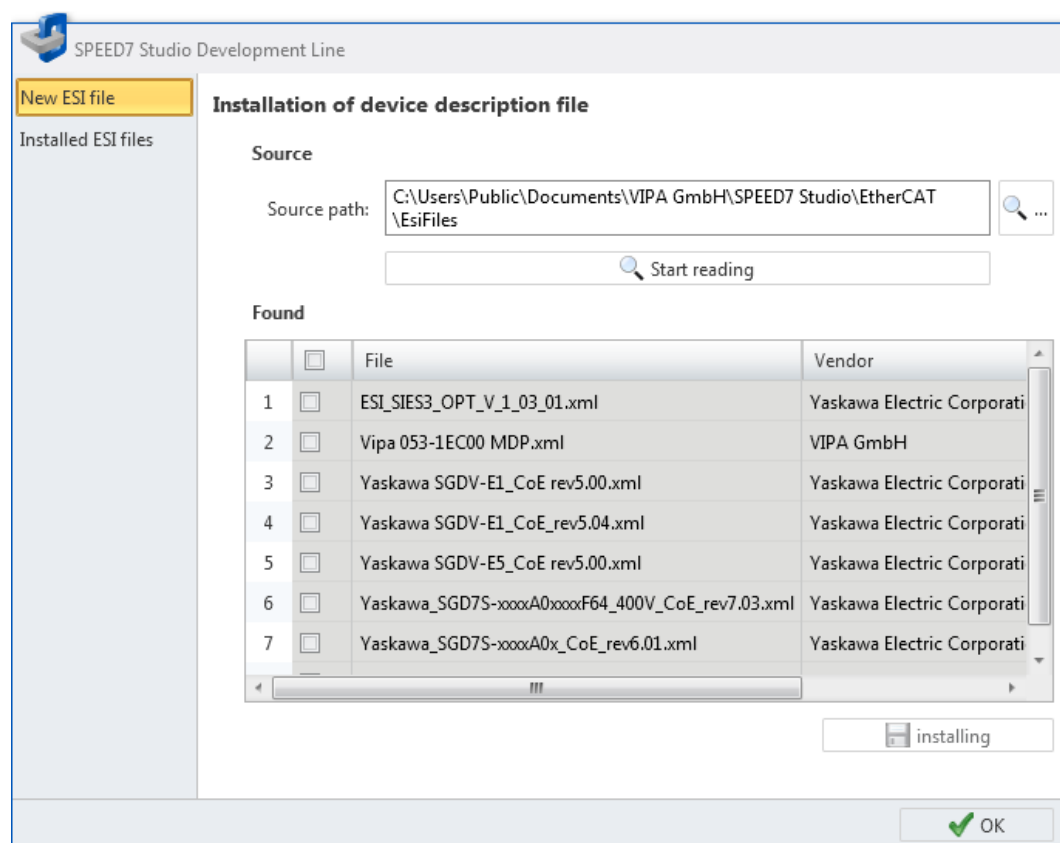 SPEED7 Studio Development Line
New ESI file
Installed ESI files
Installation of device description file
Source
Source path:
C:\Users\Public\Documents\VIPA GmbH\SPEED7 Studio\EtherCAT
\EsiFiles
...
Start reading
Found
File Vendor
1 ESI_SIES3_OPT_V_1_03_01.xml Yaskawa Electric Corporati
2 Vipa 053-1EC00 MDP.xml VIPA GmbH
3 Yaskawa SGDV-E1_CoE rev5.00.xml Yaskawa Electric Corporati
4 Yaskawa SGDV-E1_CoE_rev5.04.xml Yaskawa Electric Corporati
5 Yaskawa SGDV-E5_CoE rev5.00.xml Yaskawa Electric Corporati
6 Yaskawa_SGD7S-xxxxA0xxxxF64_400V_CoE_rev7.03.xml Yaskawa Electric Corporati
7 Yaskawa_SGD7S-xxxxA0x_CoE_rev6.01.xml Yaskawa Electric Corporati
installing
OK